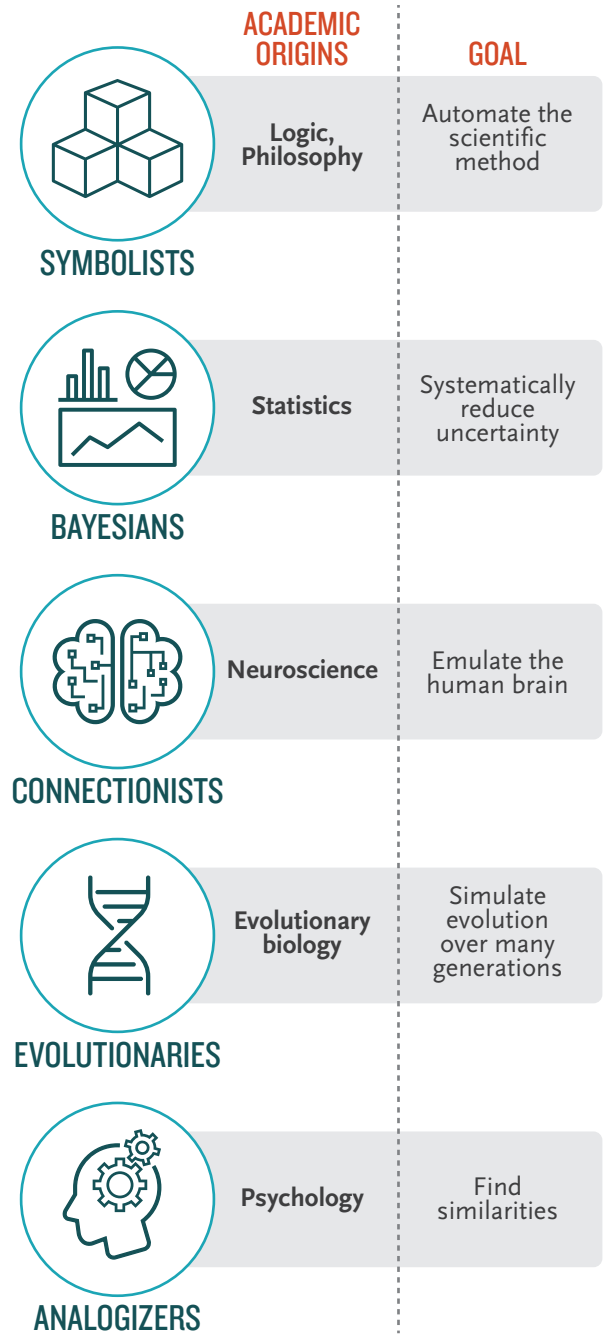 ACADEMIC
ORIGINS
GOAL
Logic,
Philosophy
Automate the
scientific
method
SYMBOLISTS
Statistics
Systematically
reduce
uncertainty
BAYESIANS
Neuroscience
Emulate the
human brain
CONNECTIONISTS
Evolutionary
biology
Simulate
evolution
over many
generations
EVOLUTIONARIES
Psychology
Find
similarities
ANALOGIZERS